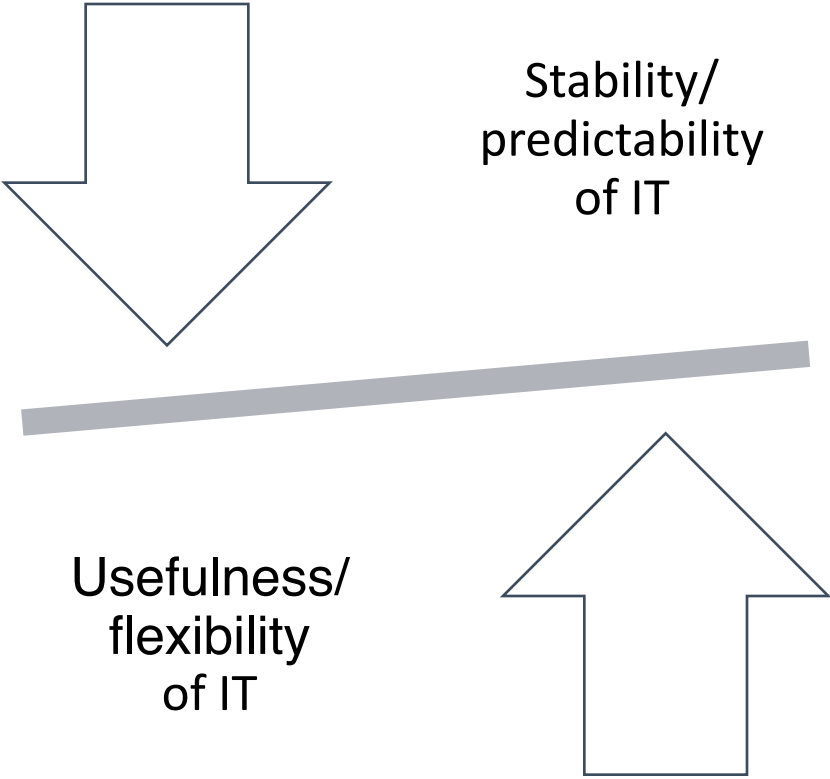 Stability/
predictability
of IT
Usefulness/
flexibility
of IT